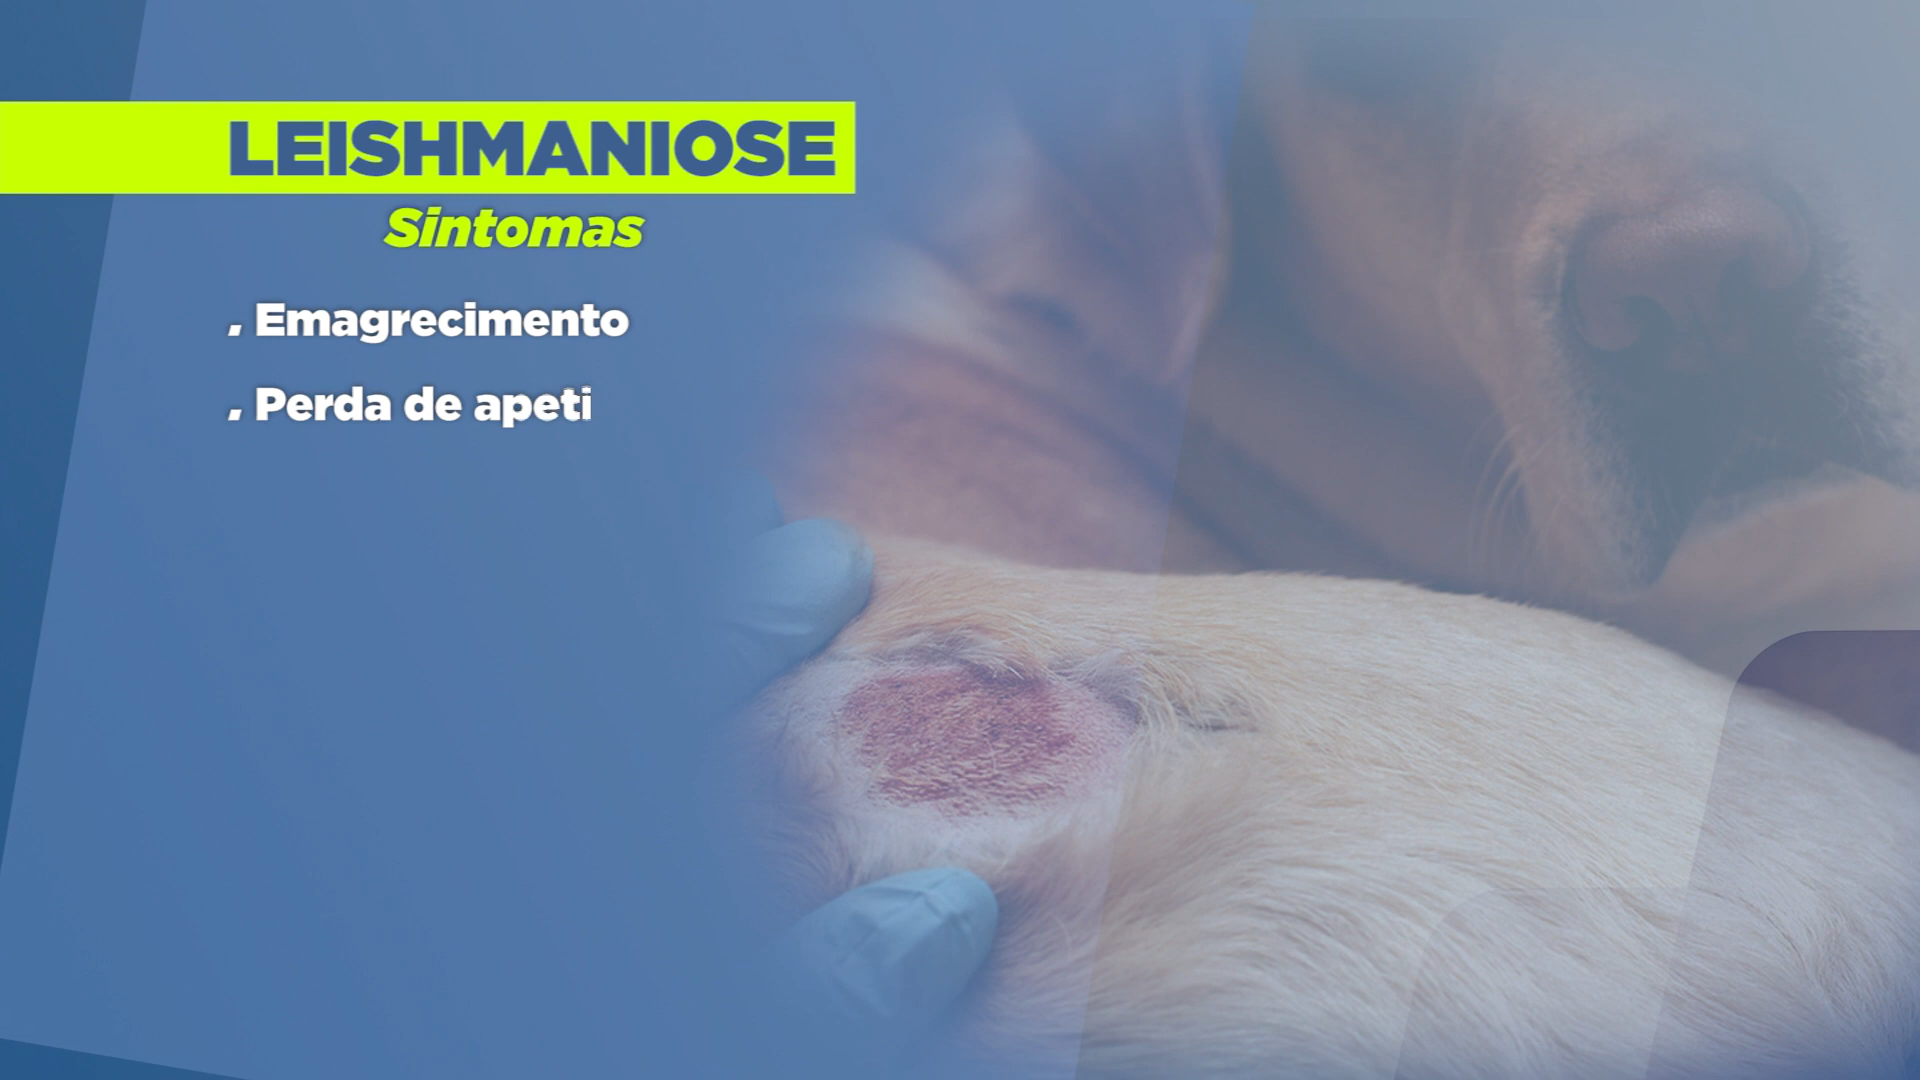 LEISHMANIOSE
Sintomas
. Emagrecimento
. Perda de apeti